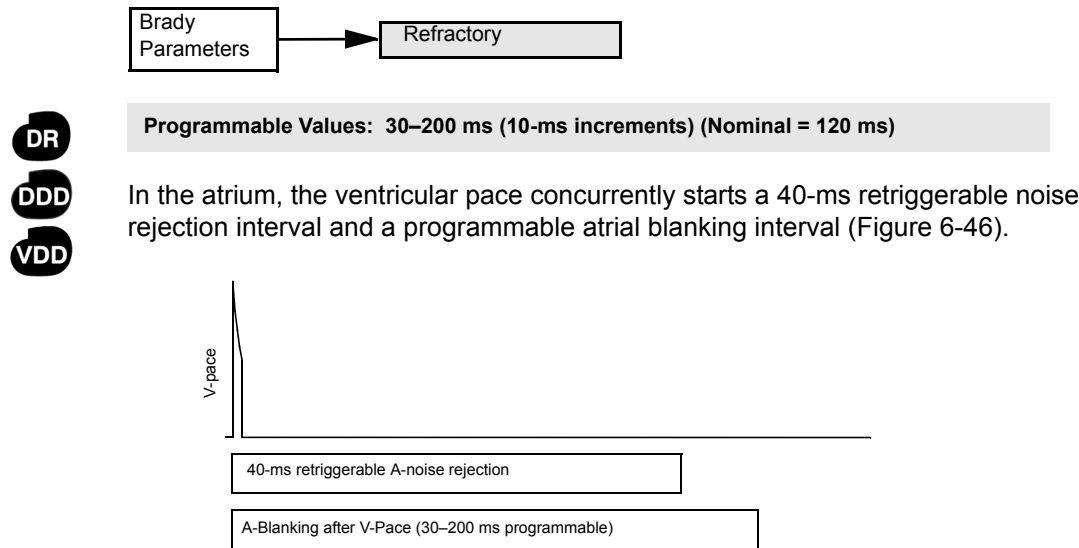 Brady
Parameters
Refractory
DR
Programmable Values: 30–200 ms (10-ms increments) (Nominal = 120 ms)
DDD
VDD
In the atrium, the ventricular pace concurrently starts a 40-ms retriggerable noise
rejection interval and a programmable atrial blanking interval (Figure 6-46).
V-pace
40-ms retriggerable A-noise rejection
A-Blanking after V-Pace (30–200 ms programmable)